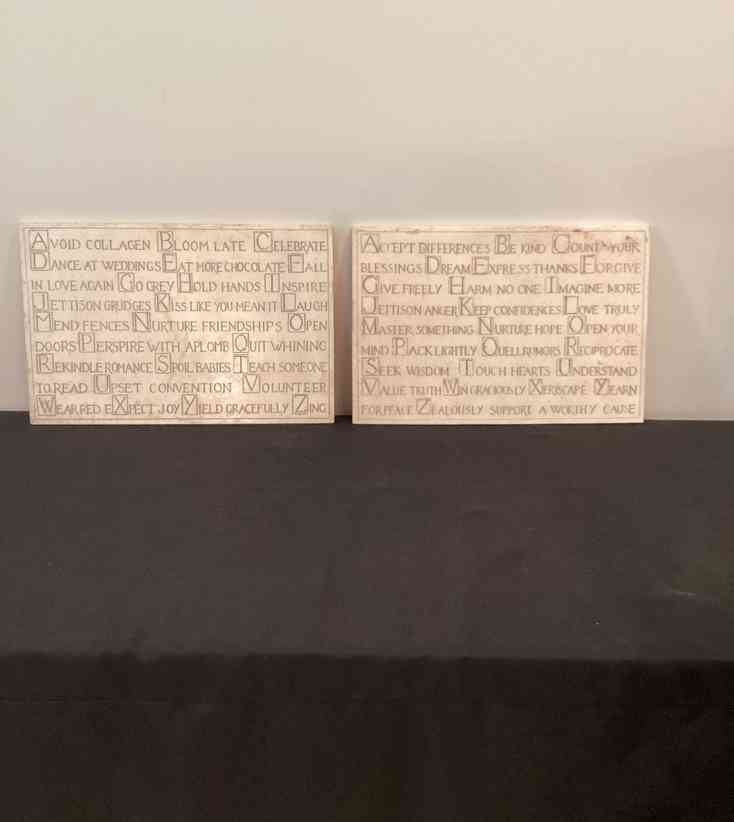 AVOID COLLAGEN BLOOM LATE CELEBRATE
DANCE AT WEDDINGS EAT MORE CHOCOLATE FALL
IN LOVE AGAIN GO GREY HOLD HANDS INSPIRE
JETTISON GRUDGES KISS LIKE YOU MEAN IT LAUGH
MEND FENCES NURTURE FRIENDSHIPS OPEN
DOORS PERSPIRE WITH APLOMB QUIT WHINING
REKINDLE ROMANCE SPOIL BABIES TEACH SOMEONE
TO READ UPSET CONVENTION VOLUNTEER
WEAR RED EXPECT JOY YIELD GRACEFULLY ZING
ACCEPT DIFFERENCES BE KIND COUNT YOUR
BLESSINGS DREAM EXPRESS THANKS FORGIVE
GIVE FREELY HARM NO ONE IMAGINE MORE
JETTISON ANGER KEEP CONFIDENCES LOVE TRULY
MASTER SOMETHING NURTURE HOPE OPEN YOUR
MIND PACK LIGHTLY QUELL RUMORS RECIPROCATE
SEEK WISDOM TOUCH HEARTS UNDERSTAND
VALUE TRUTH WIN GRACIOUSLY XERISCAPE YEARN
FOR PEACE ZEALOUSLY SUPPORT A WORTHY CAUSE